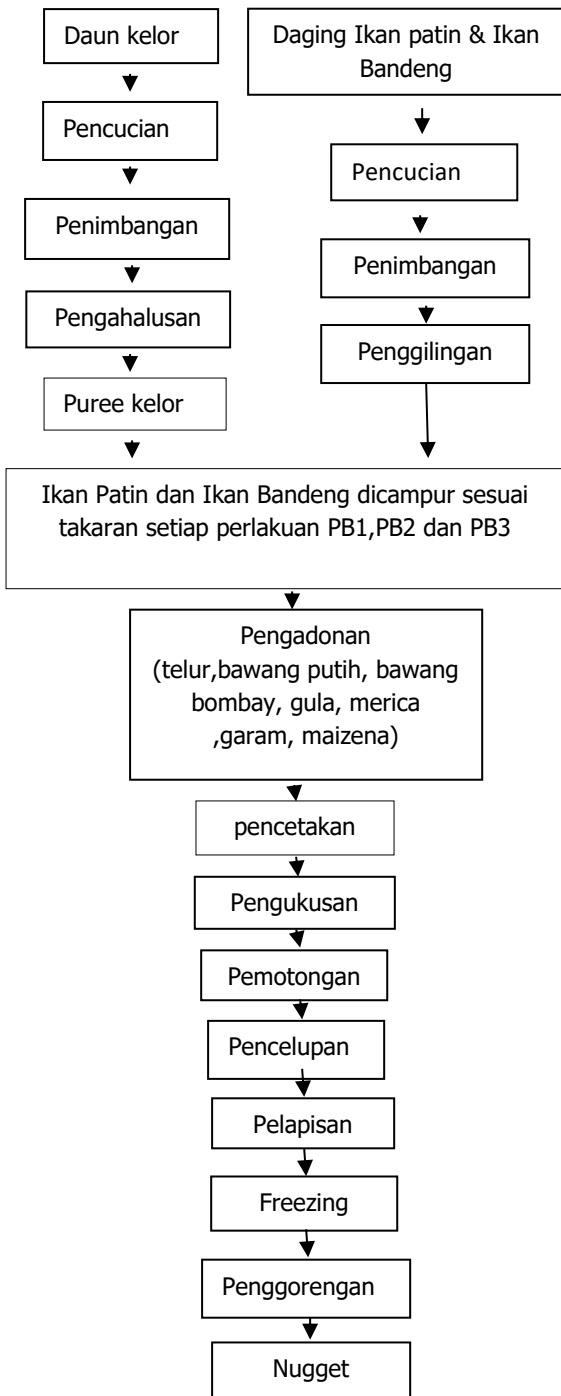 Daun kelor
Pencucian
Penimbangan
Pengahalusan
Puree kelor
Daging Ikan patin & Ikan
Bandeng
Pencucian
Penimbangan
Penggilingan
Ikan Patin dan Ikan Bandeng dicampur sesuai
takaran setiap perlakuan PB1,PB2 dan PB3
Pengadonan
(telur,bawang putih, bawang
bombay, gula, merica
,garam, maizena)
pencetakan
Pengukusan
Pemotongan
Pencelupan
Pelapisan
Freezing
Penggorengan
Nugget